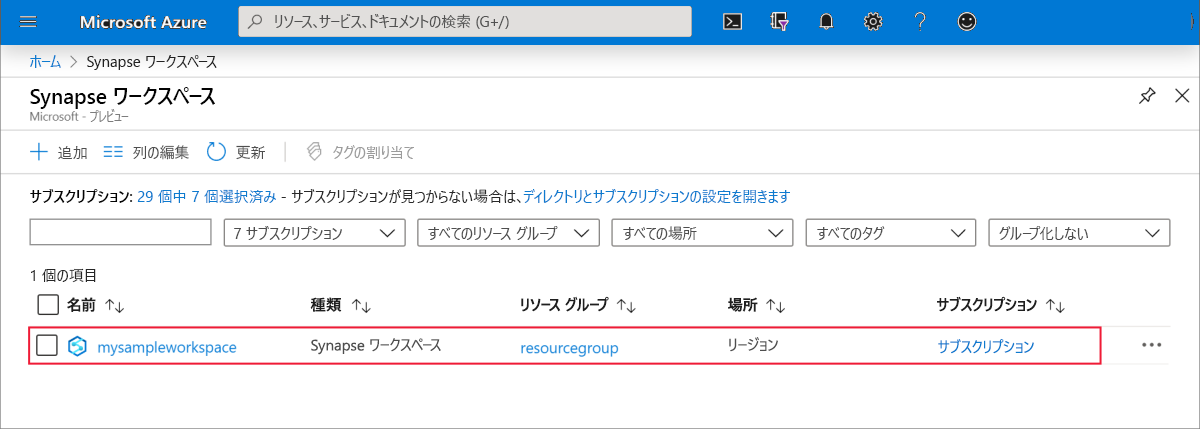 Microsoft Azure
リソース、サービス、ドキュメントの検索 (G+/)
ホーム > Synapse ワークスペース
Synapse ワークスペース
Microsoft - プレビュー
追加 列の編集 更新 タグの割り当て
サブスクリプション: 29 個中 7 個選択済み - サブスクリプションが見つからない場合は、ディレクトリとサブスクリプションの設定を開きます
7 サブスクリプション すべてのリソース グループ すべての場所 すべてのタグ グループ化しない
1 個の項目
名前 種類 リソース グループ 場所 サブスクリプション
mysampleworkspace Synapse ワークスペース resourcegroup リージョン サブスクリプション